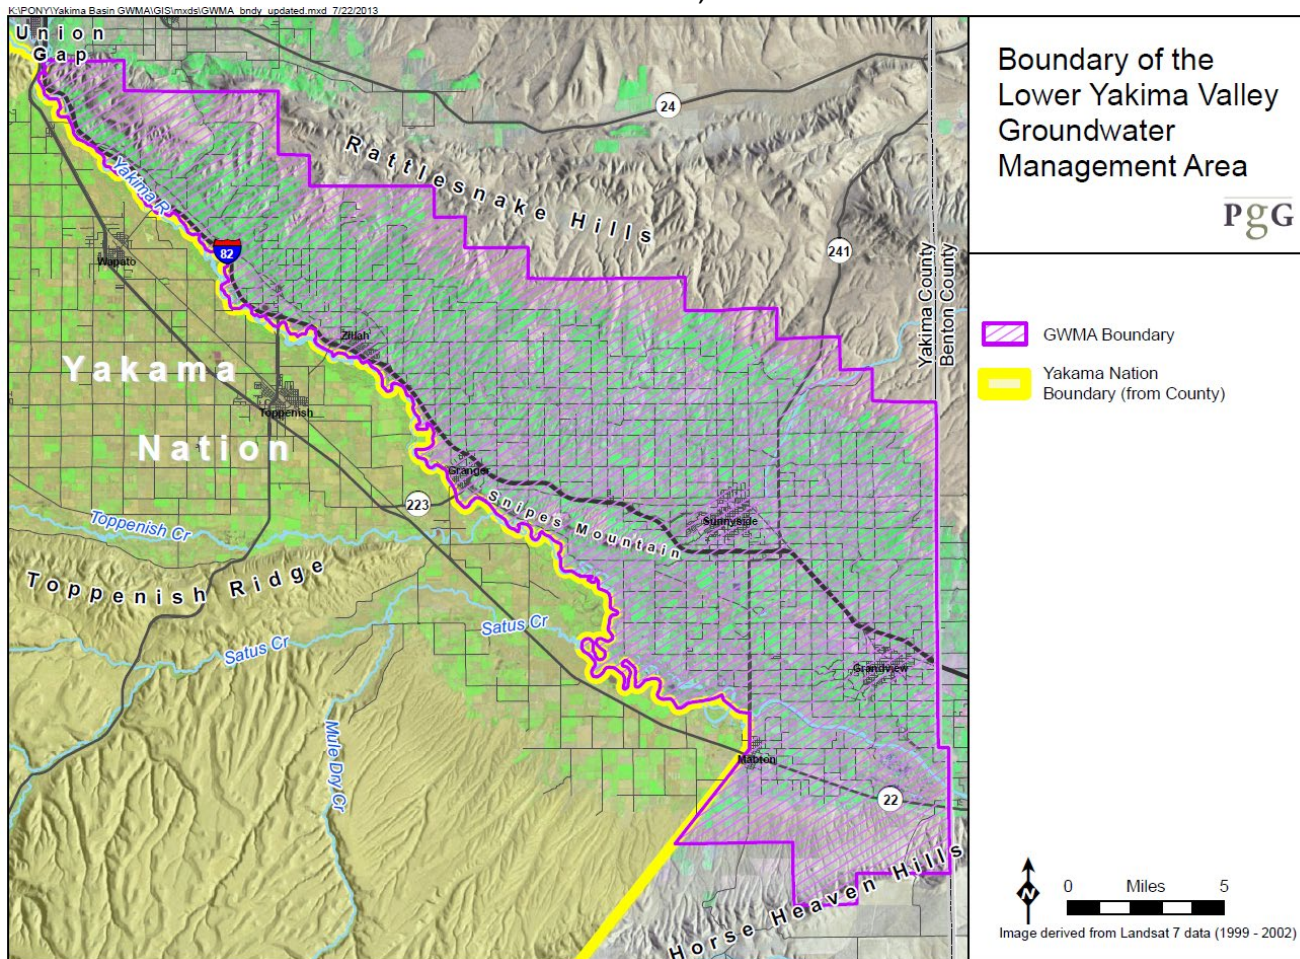 K:\PONY\Yakima Basin GWMA\GIS\mxds\GWMA_bndy_updated.mxd 7/22/2013
Union
Gap
Boundary of the
Lower Yakima Valley
Groundwater
Management Area
PgG
24
Rattlesnake Hills
Yakima R
82
241
Wapato
Yakima County
Benton County
GWMA Boundary
Yakama Nation
Boundary (from County)
Zillah
Yakama
Nation
Toppenish
Granger
223
Snipes Mountain
Sunnyside
Toppenish Cr
Toppenish Ridge
Satus Cr
Satus Cr
Grandview
Mule Dry Cr
Mabton
22
Horse Heaven Hills
N
0 Miles 5
Image derived from Landsat 7 data (1999 - 2002)